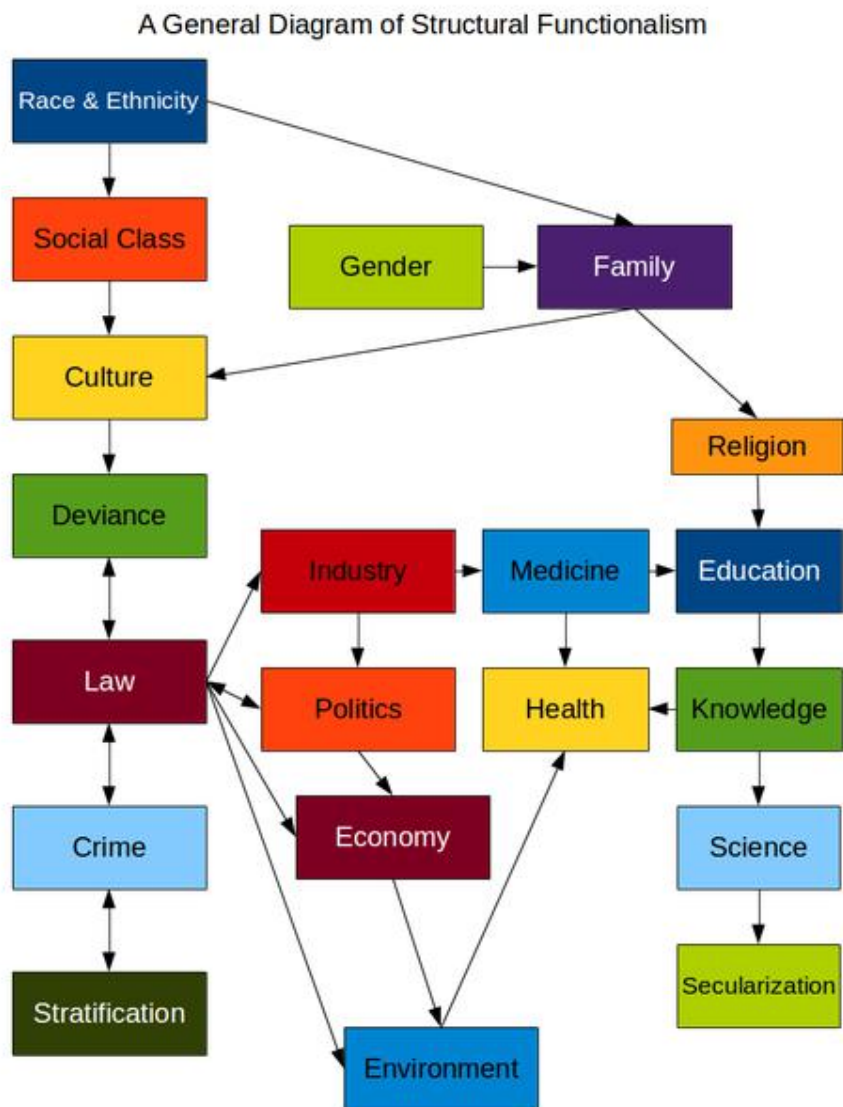 A General Diagram of Structural Functionalism
Race & Ethnicity
Social Class
Gender
Family
Culture
Religion
Deviance
Industry
Medicine
Education
Law
Politics
Health
Knowledge
Crime
Economy
Science
Stratification
Secularization
Environment